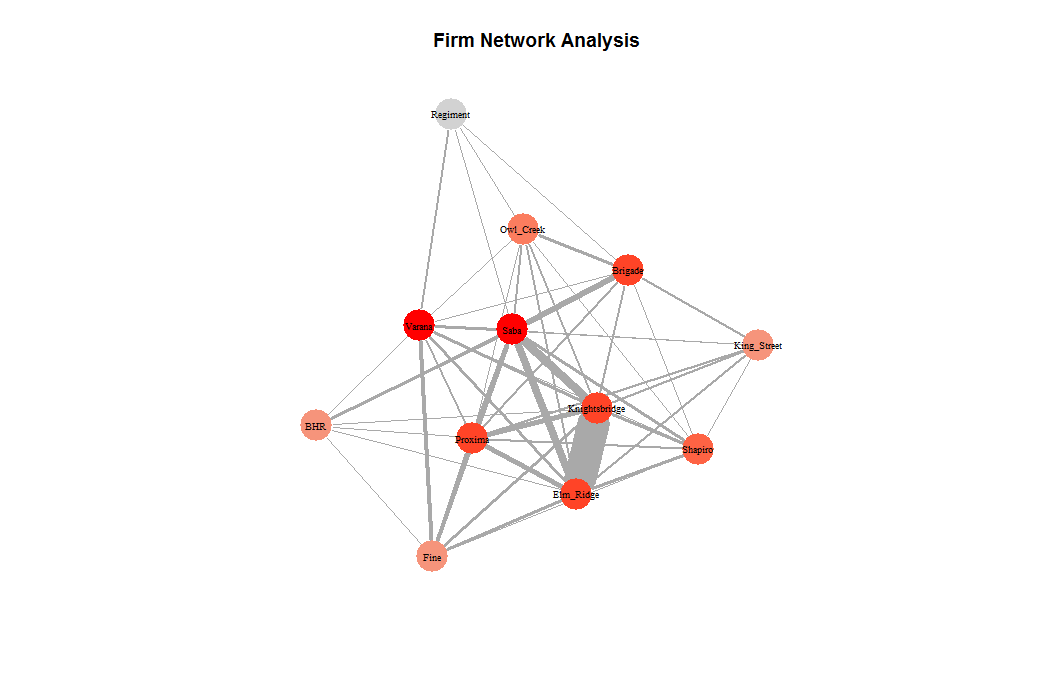 Firm Network Analysis
Regiment
Owl_Creek
Brigade
Varana
Saba
King_Street
Knightsbridge
BHR
Proxima
Shapiro
Elm_Ridge
Fine